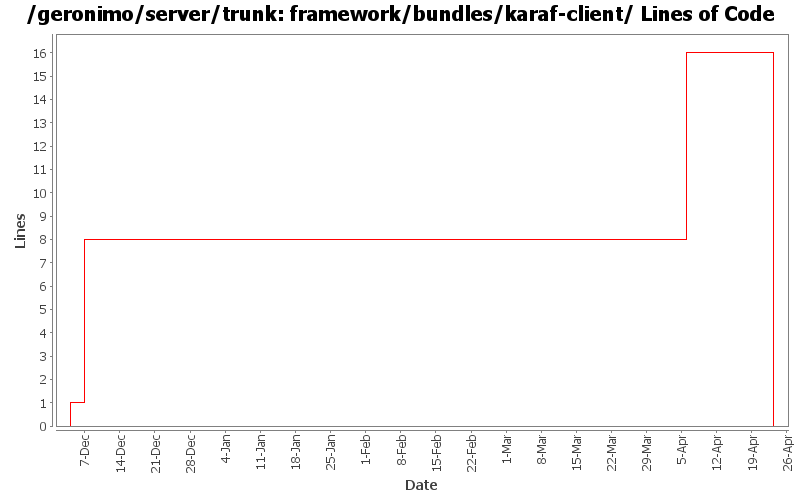 /geronimo/server/trunk: framework/bundles/karaf-client/ Lines of Code
16
15
14
13
12
11
10
9
8
7
6
5
4
3
2
1
0
Lines
7-Dec
14-Dec
21-Dec
28-Dec
4-Jan
11-Jan
18-Jan
25-Jan
1-Feb
8-Feb
15-Feb
22-Feb
1-Mar
8-Mar
15-Mar
22-Mar
29-Mar
5-Apr
12-Apr
19-Apr
26-Apr
Date